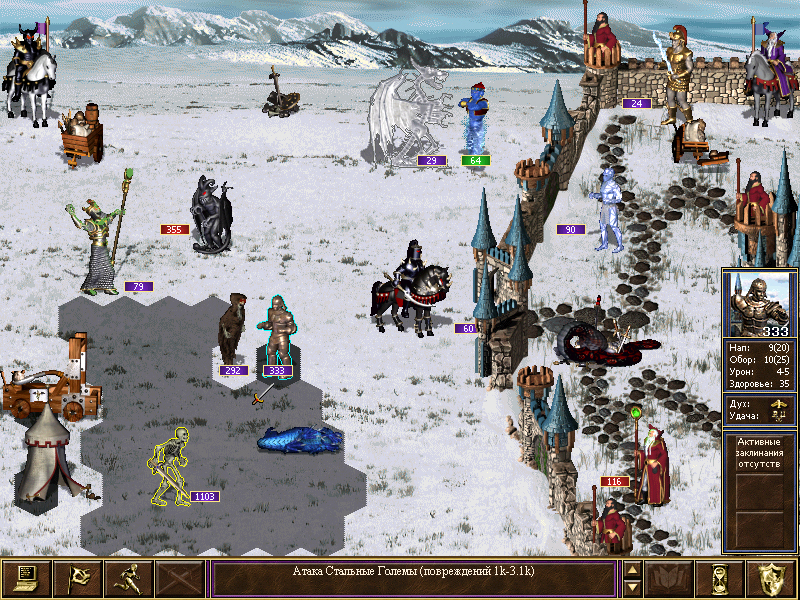 24
29
64
355
90
79
60
292
333
333
Нап: 9(20)
Обор: 10(25)
Урон: 4-5
Здоровье: 35
Дух:
Удача:
Активные
заклинания
отсутств
116
1103
Атака Стальные Големы (повреждений 1k-3.1k)